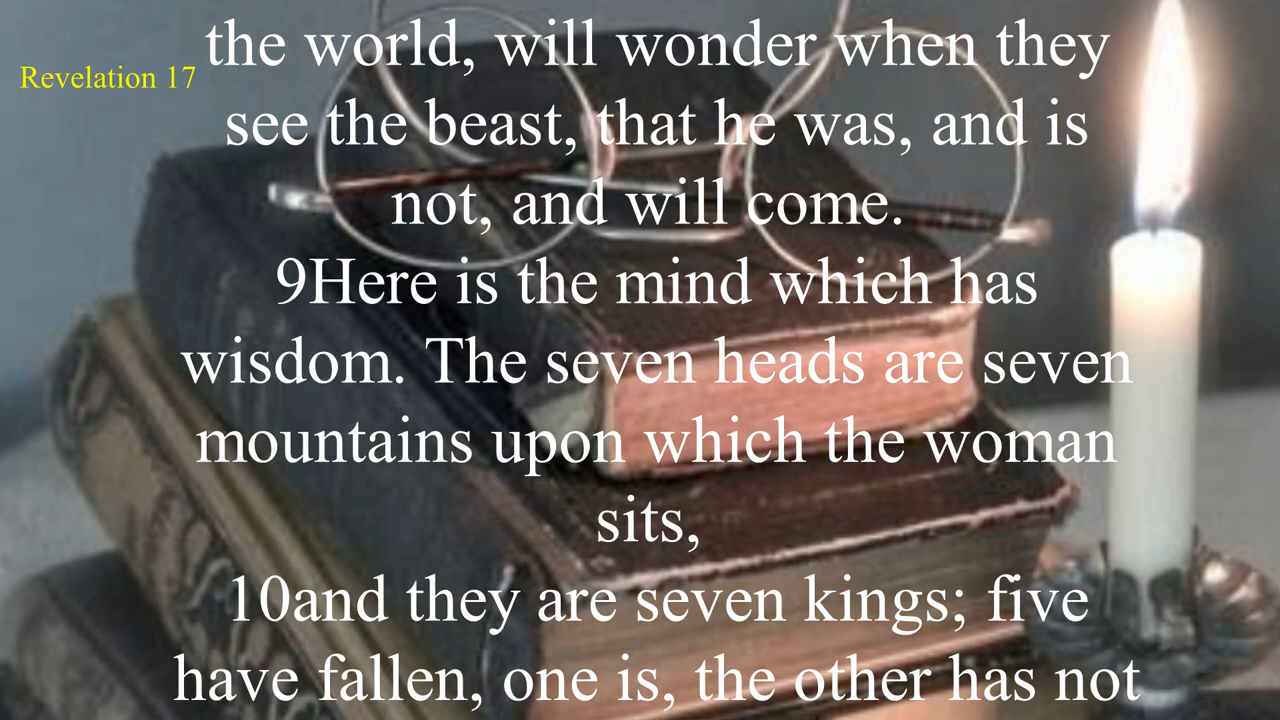 Revelation 17
the world, will wonder when they
see the beast, that he was, and is
not, and will come.
9Here is the mind which has
wisdom. The seven heads are seven
mountains upon which the woman
sits,
10and they are seven kings; five
have fallen, one is, the other has not